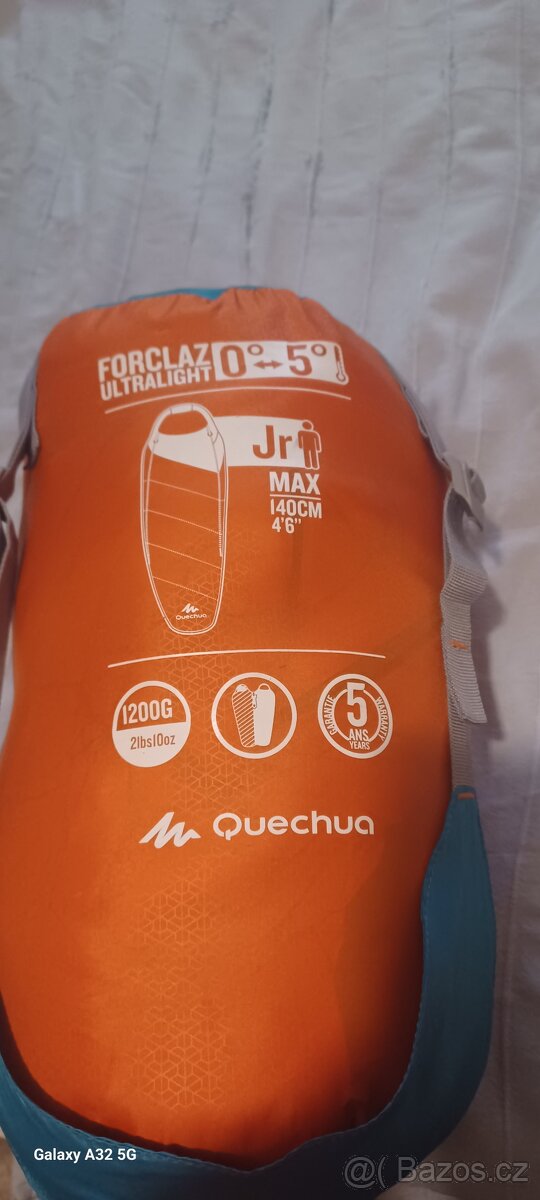 FORCLAZ 0° ↔ 5°
ULTRALIGHT
Jr
MAX
140CM
4'6"
Quechua
1200G
2lbs10oz
GARANTIE 5 WARRANTY
ANS
YEARS
Quechua
Galaxy A32 5G
Bazoš.cz